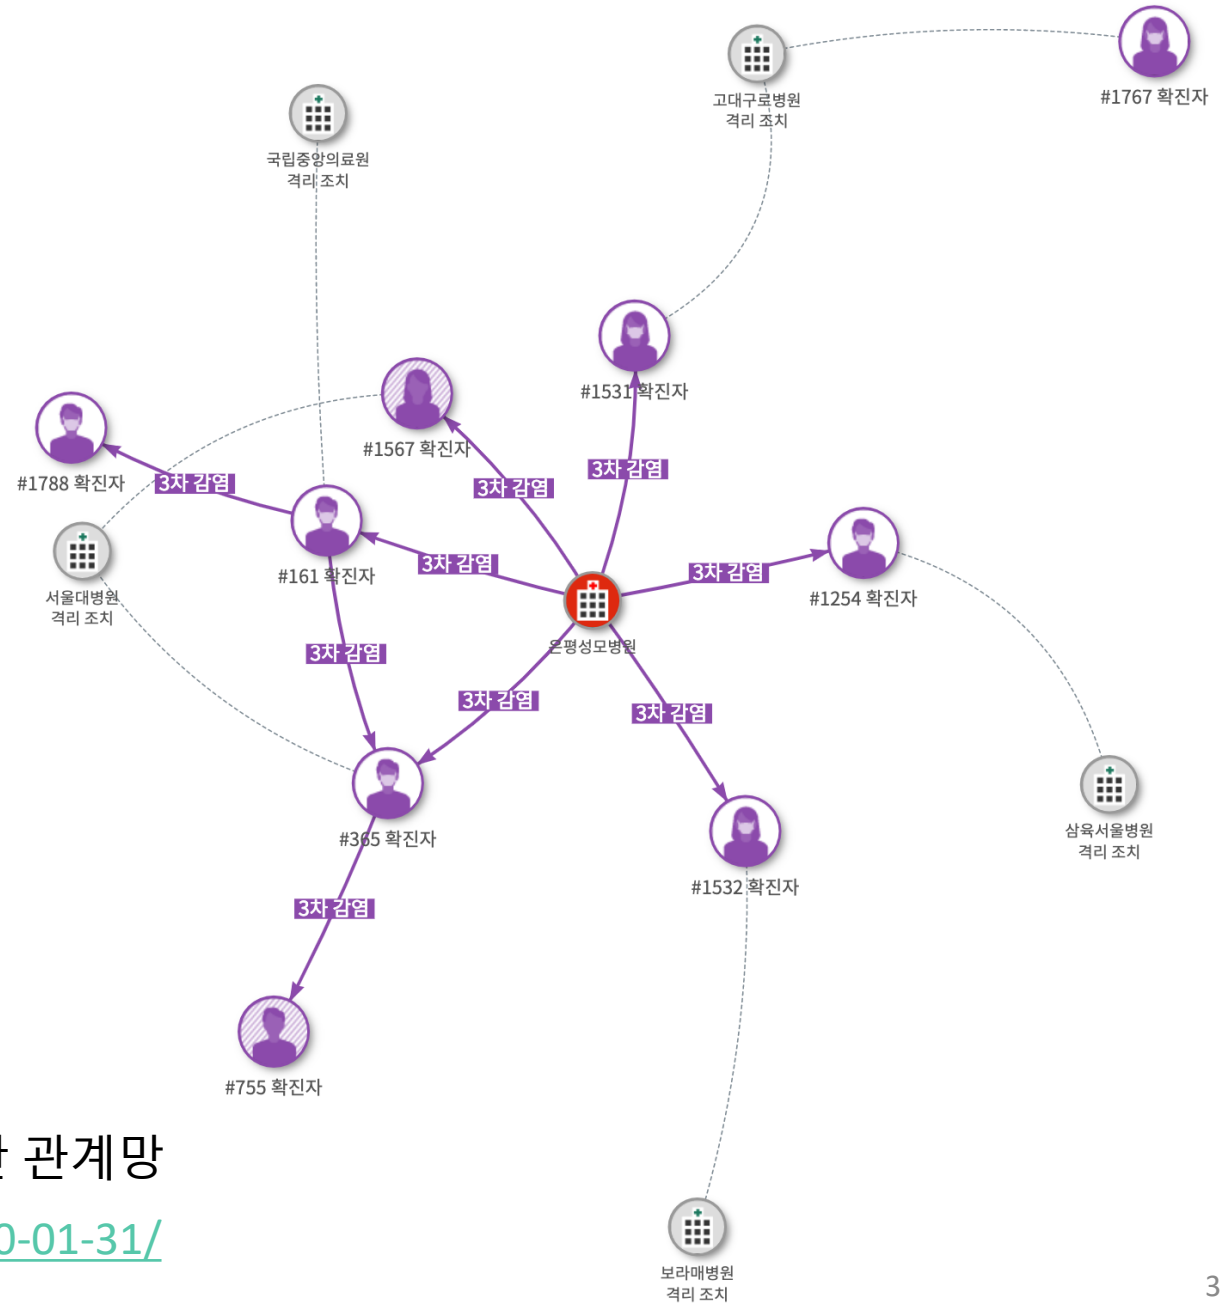 #1767 확진자
고대구로병원
격리 조치
국립중앙의료원
격리 조치
#1531 확진자
#1567 확진자
3차 감염
#1788 확진자
3차 감염
3차 감염
#161 확진자
3차 감염
3차 감염
#1254 확진자
서울대병원
격리 조치
은평성모병원
3차 감염
3차 감염
3차 감염
#365 확진자
삼육서울병원
격리 조치
#1532 확진자
3차 감염
#755 확진자
관계망
0-01-31/
보라매병원
격리 조치
3